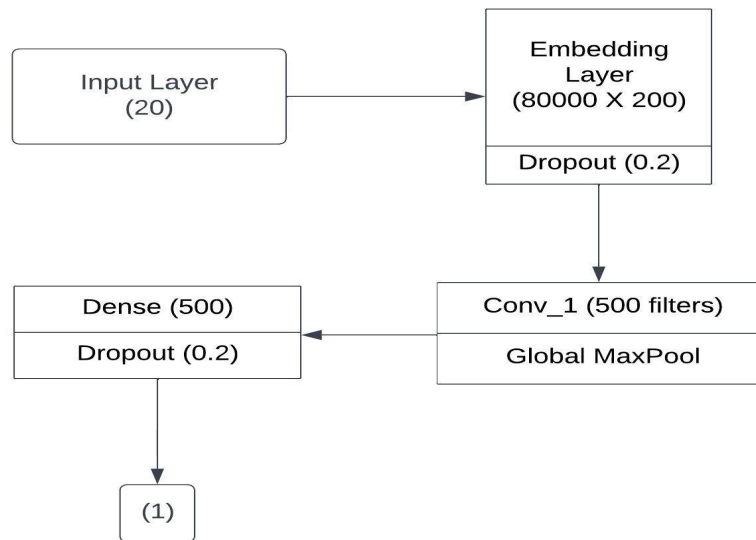 Input Layer
(20)
Embedding
Layer
(80000 X 200)
Dropout (0.2)
Conv_1 (500 filters)
Global MaxPool
Dense (500)
Dropout (0.2)
(1)